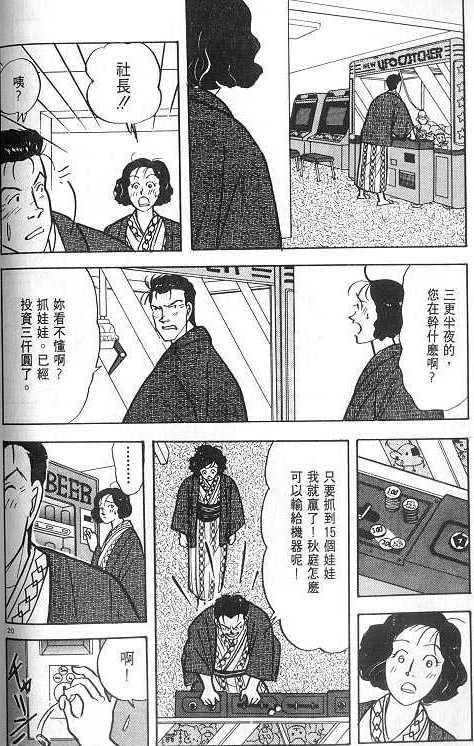 NEW
UFO CATCHER
社長!!
咦?
三更半夜的,
您在幹什麼啊?
妳看不懂啊?
抓娃娃。已經
投資三仟圓了。
100
只要抓到15個娃娃
我就贏了!秋庭怎麼
可以輸給機器呢!
BEER
………
啊!
20